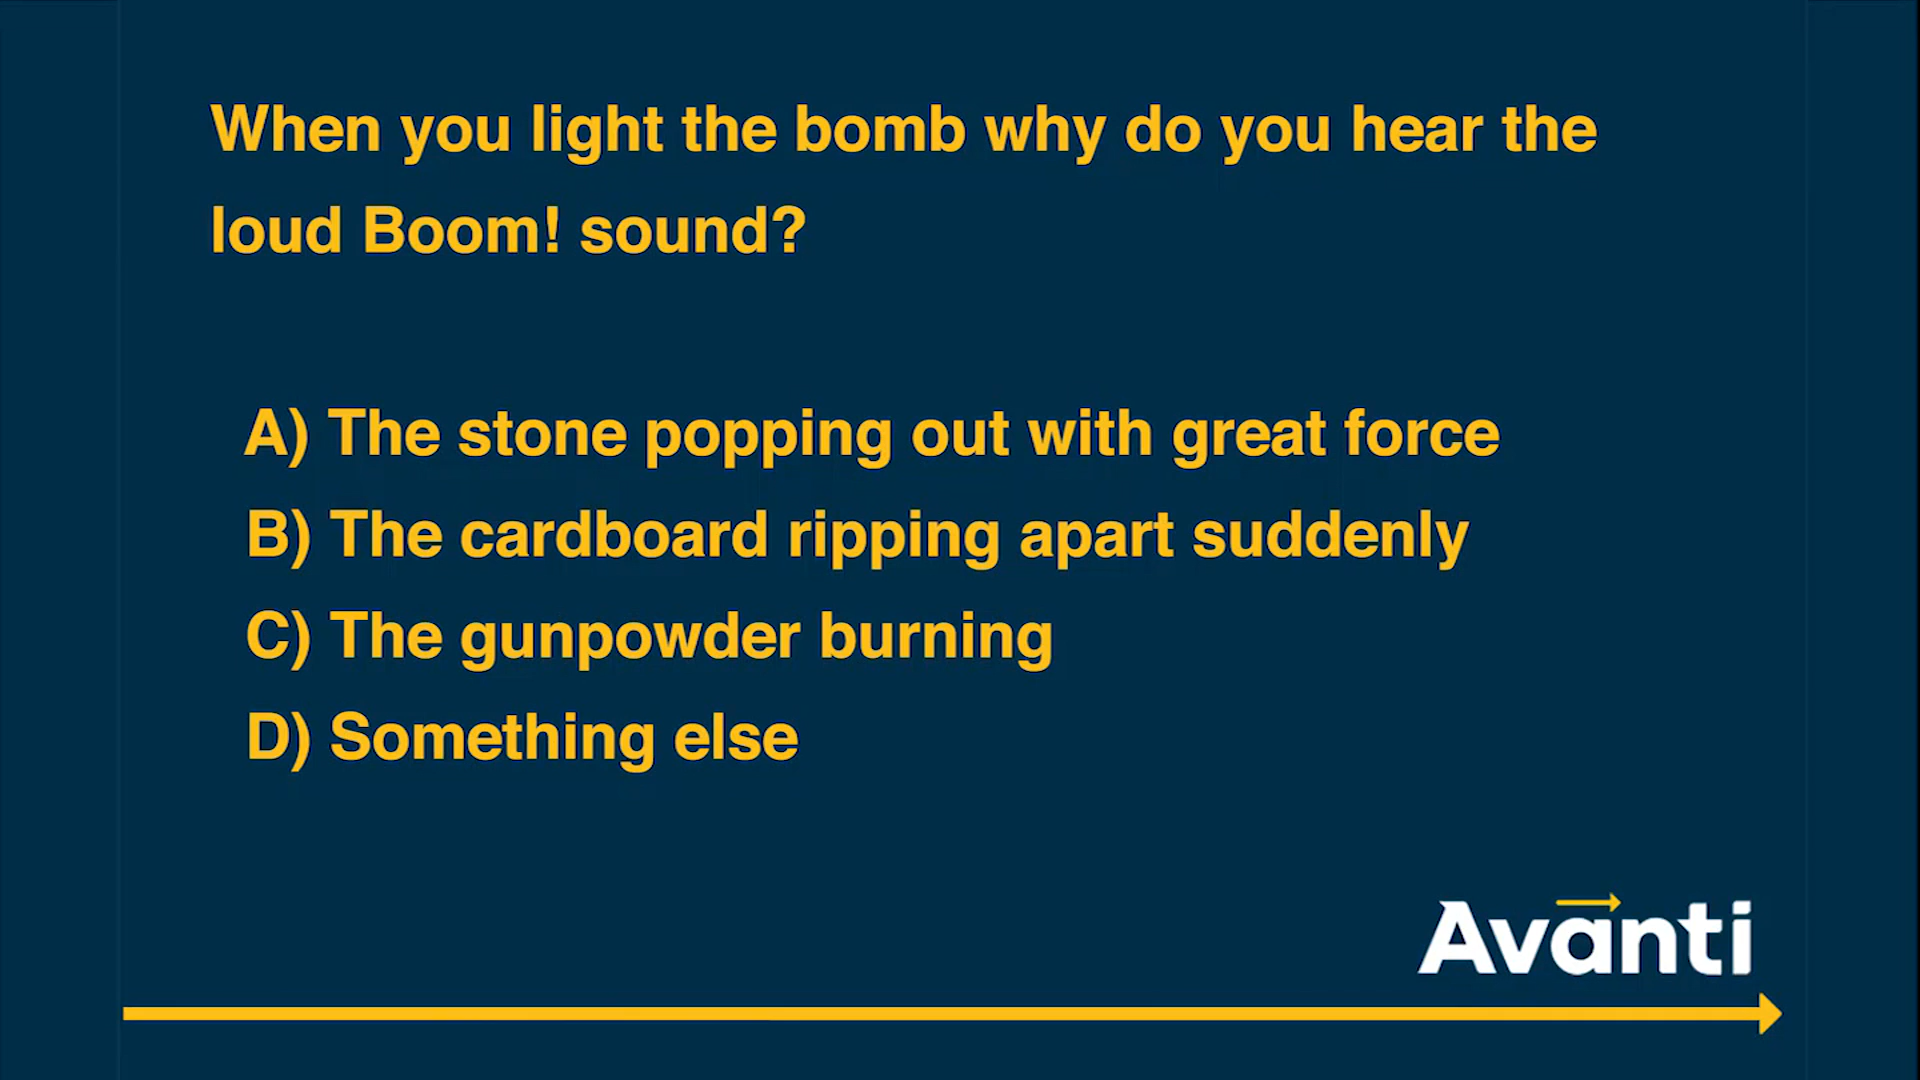 When you light the bomb why do you hear the
loud Boom! sound?
A) The stone popping out with great force
B) The cardboard ripping apart suddenly
C) The gunpowder burning
D) Something else
Avanti